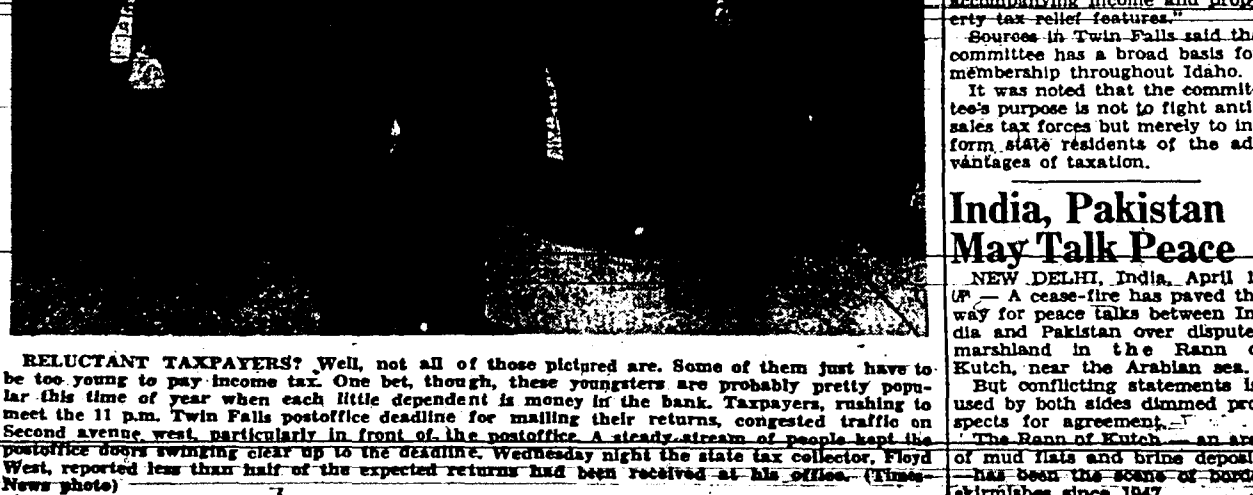 RELUCTANT TAXPAYERS? Well, not all of those pictured are. Some of them just have to
be too young to pay income tax. One bet, though, these youngsters are probably pretty popu-
lar this time of year when each little dependent is money in the bank. Taxpayers, rushing to
meet the 11 p.m. Twin Falls postoffice deadline for mailing their returns, congested traffic on
Second avenue west, particularly in front of the postoffice. A steady stream of people kept the
postoffice doors swinging clear up to the deadline. Wednesday night the state tax collector, Floyd
West, reported less than half of the expected returns had been received at his office. (Times-
News photo)
accompanying income and prop
erty tax relief features."
Sources in Twin Falls said tha
committee has a broad basis fo
membership throughout Idaho.
It was noted that the commit-
tee's purpose is not to fight anti
sales tax forces but merely to in
form state residents of the ad
vantages of taxation.
India, Pakistan
May Talk Peace
NEW DELHI, India, April 1
UP — A cease-fire has paved th
way for peace talks between In
dia and Pakistan over dispute
marshland in the Rann o
Kutch, near the Arabian sea.
But conflicting statements is
used by both sides dimmed pro
spects for agreement.
The Rann of Kutch — an are
of mud flats and brine deposi
—has been the scene of bord
skirmishes since 1947